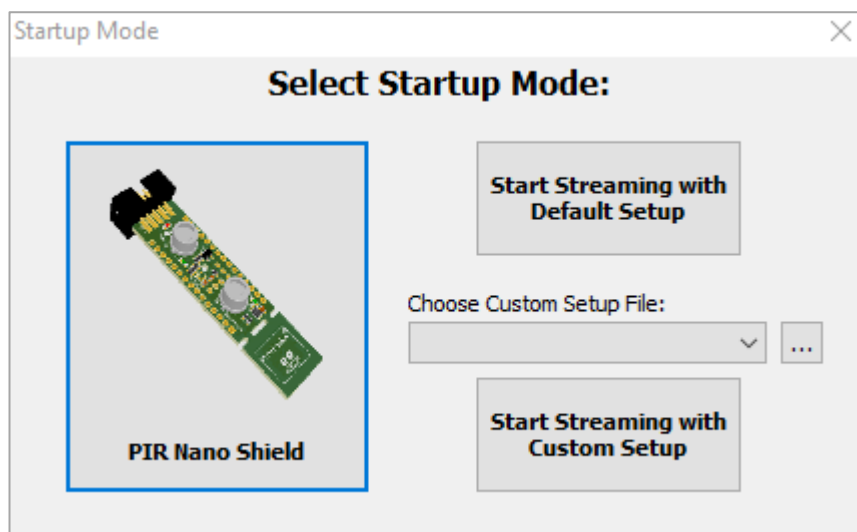 Startup Mode
Select Startup Mode:
PIR Nano Shield
Start Streaming with
Default Setup
Choose Custom Setup File:
...
Start Streaming with
Custom Setup